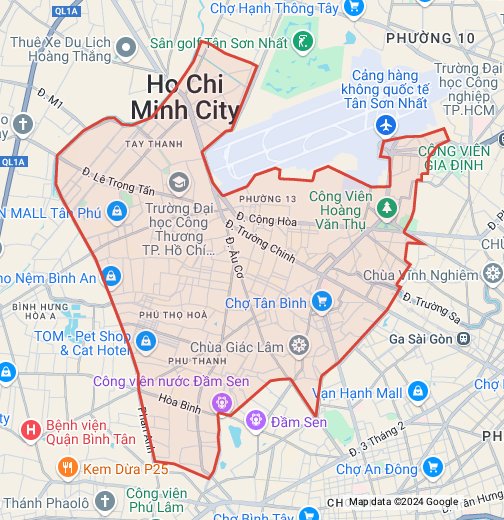 QL1A
Chợ Hạnh Thông Tây
Thuê Xe Du Lịch
Hoàng Thắng
Sân golf Tân Sơn Nhất
PHƯỜNG 10
Ho Chi
Minh City
Cảng hàng
không quốc tế
Tân Sơn Nhất
Trường Đại
học Công
nghiệp
TP.HCM
Đ. M1
TAY THANH
QL1A
CÔNG VIÊN
GIA ĐỊNH
Đ. Lê Trọng Tấn
PHƯỜNG 13
Công Viên
Hoàng
Văn Thụ
N MALL Tân Phú
Trường Đại
học Công
Thương
TP. Hồ Chí...
Đ. Cộng Hòa
Đ. Trường Chinh
Đ. Âu Cơ
ho Nệm Bình An
Chùa Vĩnh Nghiêm
BÌNH HƯNG
HÒA A
Chợ Tân Bình
Đ. Trường Sa
PHÚ THỌ HOÀ
TOM - Pet Shop
& Cat Hotel
Ga Sài Gòn
Chùa Giác Lâm
PHU THANH
Công viên nước Đầm Sen
Vạn Hạnh Mall
Chợ Bế
Hòa Bình
Phan Anh
Đầm Sen
Bệnh viện
Quận Bình Tân
Đ. 3 Tháng 2
Kem Dừa P25
Chợ An Đông
Thánh Phaolô
Công viên
Phú Lâm
CHO
Map data ©2024 Google
Chợ Bình Tây